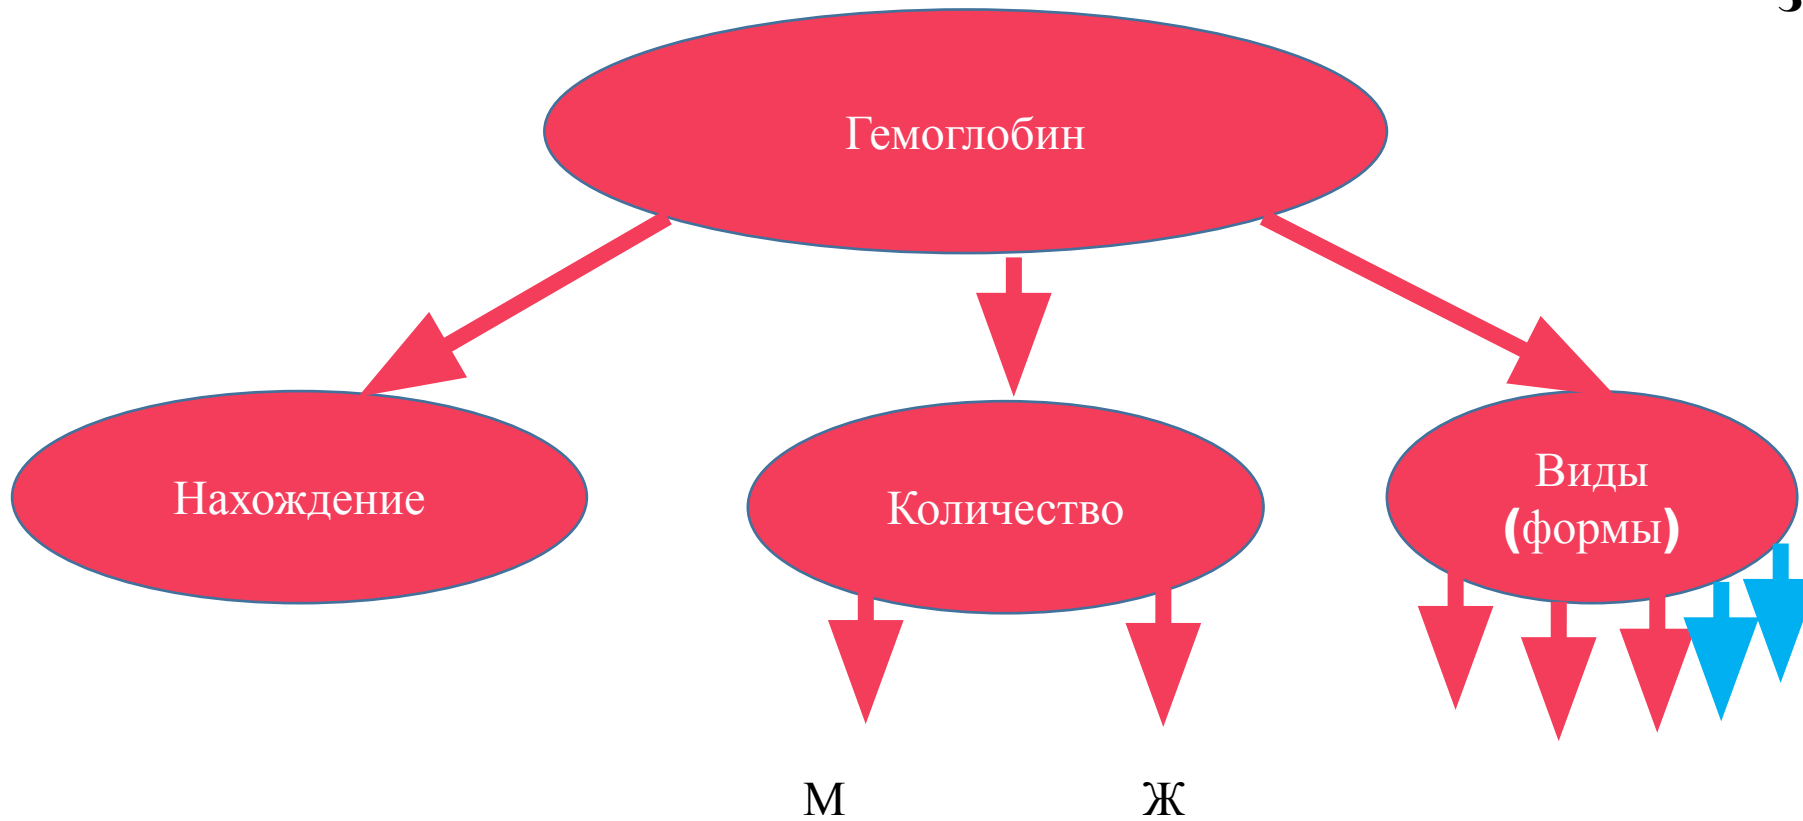 Гемоглобин
Нахождение
Количество
Виды
(формы)
М
Ж